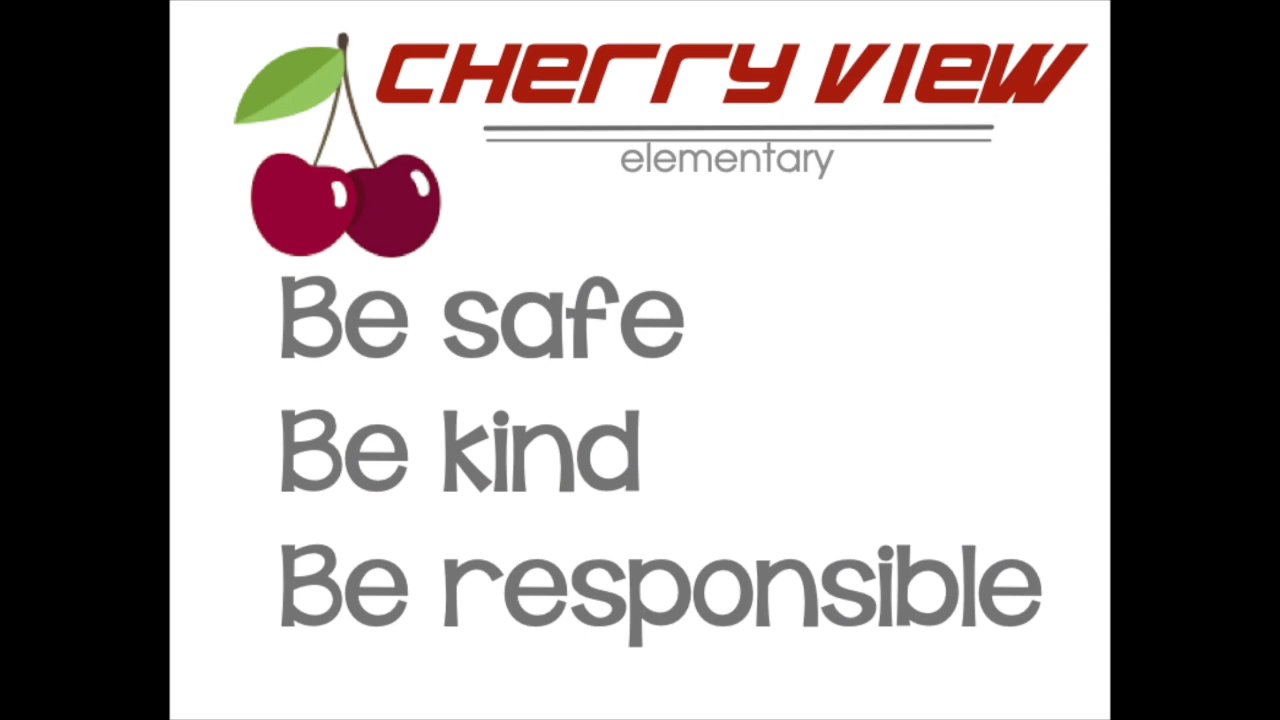 CHerry VIew
elementary
Be safe
Be kind
Be responsible